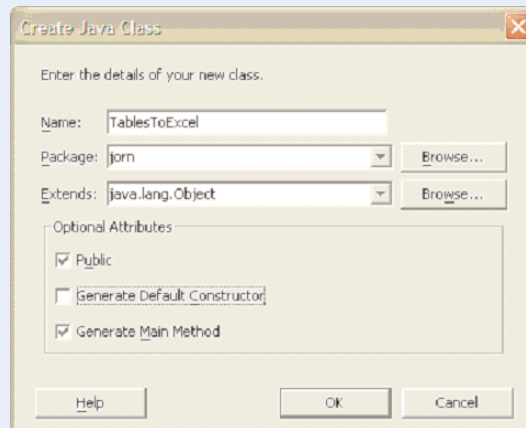 Create Java Class
Enter the details of your new class.
Name: TablesToExcel
Package: jorn Browse...
Extends: java.lang.Object Browse...
Optional Attributes
Public
Generate Default Constructor
Generate Main Method
Help OK Cancel